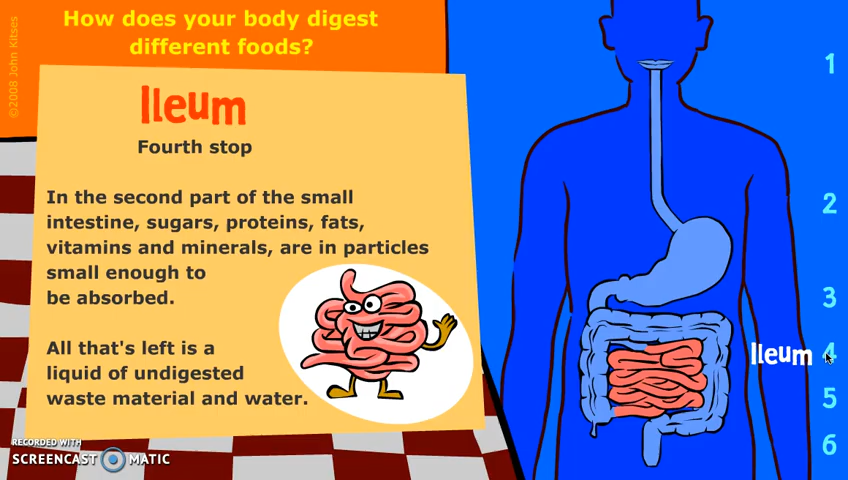 ©2008 John Kitses
How does your body digest
different foods?
Ileum
Fourth stop
In the second part of the small
intestine, sugars, proteins, fats,
vitamins and minerals, are in particles
small enough to
be absorbed.
All that's left is a
liquid of undigested
waste material and water.
1
2
3
Ileum 4
5
6
RECORDED WITH
SCREENCAST MATIC